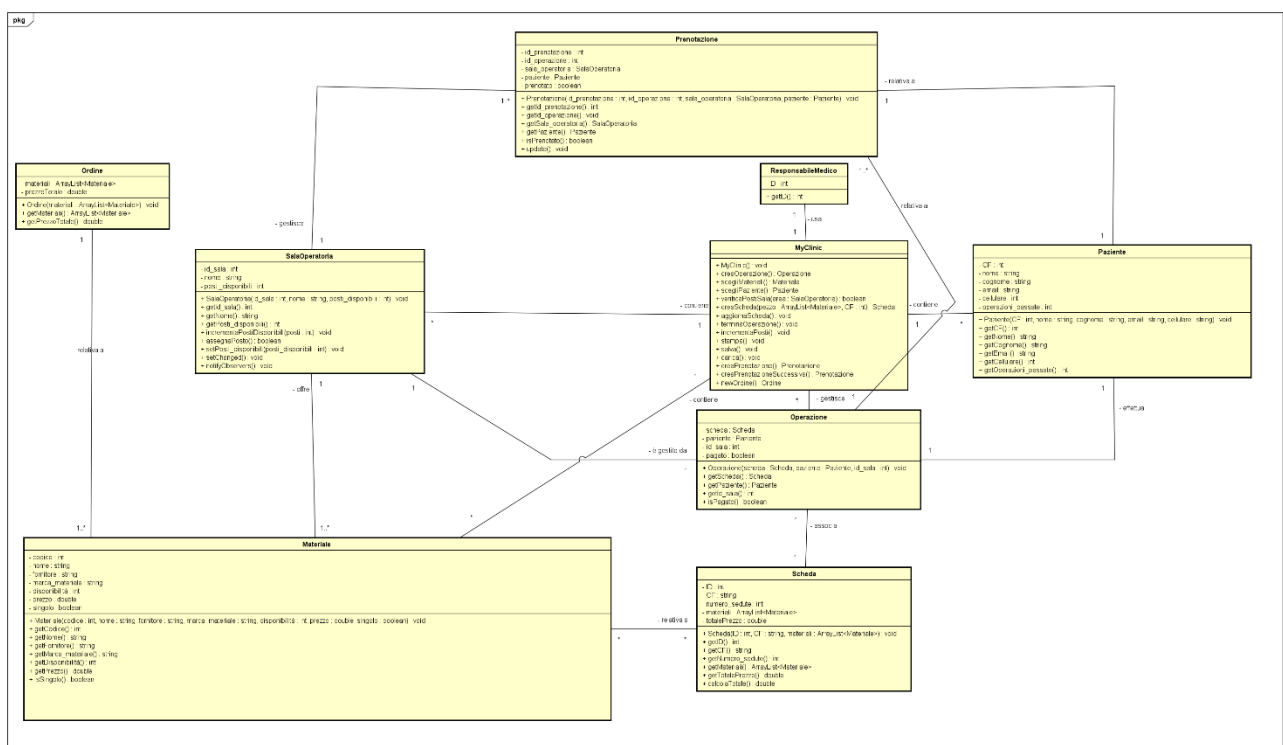 pkg
Prenotazione
- id_prenotazione : int
- id_operazione : int
- sala_operatoria : SalaOperatoria
- paziente : Paziente
- prenotato : boolean
+ Prenotazione(id_prenotazione : int, id_operazione : int, sala_operatoria : SalaOperatoria, paziente : Paziente) : void
+ getId_prenotazione() : int
+ getId_operazione() : void
+ getSala_operatoria() : SalaOperatoria
+ getPaziente() : Paziente
+ isPrenotato() : boolean
+ update() : void
- relativa a
1..*
1
Ordine
- materiali : ArrayList<Materiale>
- prezzoTotale : double
+ Ordine(materiali : ArrayList<Materiale>) : void
+ getMateriali() : ArrayList<Materiale>
+ getPrezzoTotale() : double
ResponsabileMedico
- ID : int
+ getID() : int
1..*
- relativa a
1
- usa
1
- gestisce
1
1
1
SalaOperatoria
- id_sala : int
- nome : string
- posti_disponibili : int
+ SalaOperatoria(id_sala : int, nome : string, posti_disponibili : int) : void
+ getId_sala() : int
+ getNome() : string
+ getPosti_disponibili() : int
+ incrementaPostiDisponibili(posti : int) : void
+ assegnaPosto() : boolean
+ setPosti_disponibili(posti_disponibili : int) : void
+ setChanged() : void
+ notifyObservers() : void
MyClinic
+ MyClinic() : void
+ creaOperazione() : Operazione
+ scegliMateriali() : Materiale
+ scegliPaziente() : Paziente
+ verificaPostiSala(area : SalaOperatoria) : boolean
+ creaScheda(pezzo : ArrayList<Materiale>, CF : int) : Scheda
+ aggiornaScheda() : void
+ terminaOperazione() : void
+ incrementaPosti() : void
+ stampa() : void
+ salva() : void
+ carica() : void
+ creaPrenotazione() : Prenotazione
+ creaPrenotazioneSuccessiva() : Prenotazione
+ newOrdine() : Ordine
Paziente
- CF : int
- nome : string
- cognome : string
- email : string
- cellulare : int
- operazioni_passate : int
+ Paziente(CF : int, nome : string, cognome : string, email : string, cellulare : string) : void
+ getCF() : int
+ getNome() : string
+ getCognome() : string
+ getEmail() : string
+ getCellulare() : int
+ getOperazioni_passate() : int
- contiene
*
1
- contiene
1
*
relativa a
- offre
1
1
- contiene
*
- gestisce
1
1
- effettua
Operazione
- scheda : Scheda
- paziente : Paziente
- id_sala : int
- pagato : boolean
+ Operazione(scheda : Scheda, paziente : Paziente, id_sala : int) : void
+ getScheda() : Scheda
+ getPaziente() : Paziente
+ getId_sala() : int
+ isPagato() : boolean
- è gestito da
1
1..*
1..*
*
- associa
Materiale
- codice : int
- nome : string
- fornitore : string
- marca_materiale : string
- disponibilità : int
- prezzo : double
- singolo : boolean
+ Materiale(codice : int, nome : string, fornitore : string, marca_materiale : string, disponibilità : int, prezzo : double, singolo : boolean) : void
+ getCodice() : int
+ getNome() : string
+ getFornitore() : string
+ getMarca_materiale() : string
+ getDisponibilità() : int
+ getPrezzo() : double
+ isSingolo() : boolean
Scheda
- ID : int
- CF : string
- numero_sedute : int
- materiali : ArrayList<Materiale>
- totalePrezzo : double
+ Scheda(ID : int, CF : string, materiali : ArrayList<Materiale>) : void
+ getID() : int
+ getCF() : string
+ getNumero_sedute() : int
+ getMateriali() : ArrayList<Materiale>
+ getTotalePrezzo() : double
+ calcolaTotale() : double
- relativa a
*
*